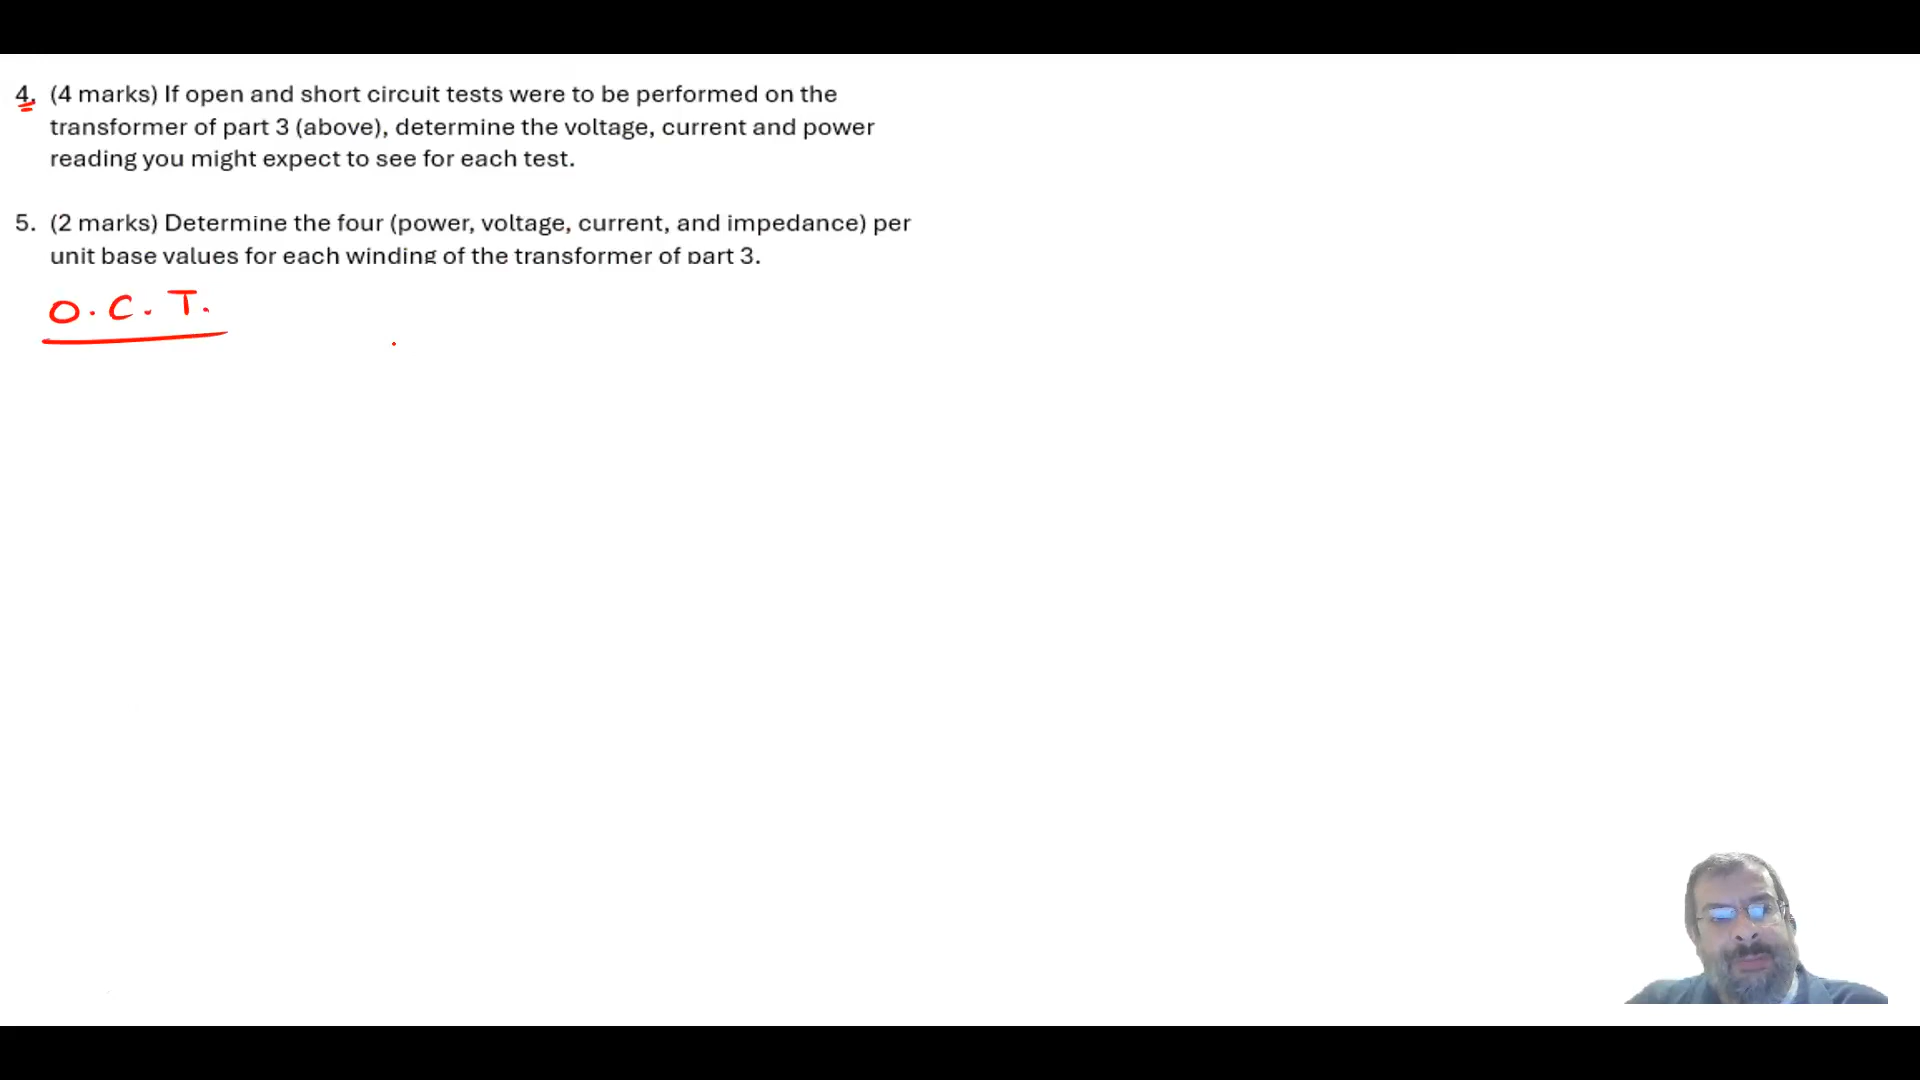 4. (4 marks) If open and short circuit tests were to be performed on the
transformer of part 3 (above), determine the voltage, current and power
reading you might expect to see for each test.
5. (2 marks) Determine the four (power, voltage, current, and impedance) per
unit base values for each winding of the transformer of part 3.
O. C. T.